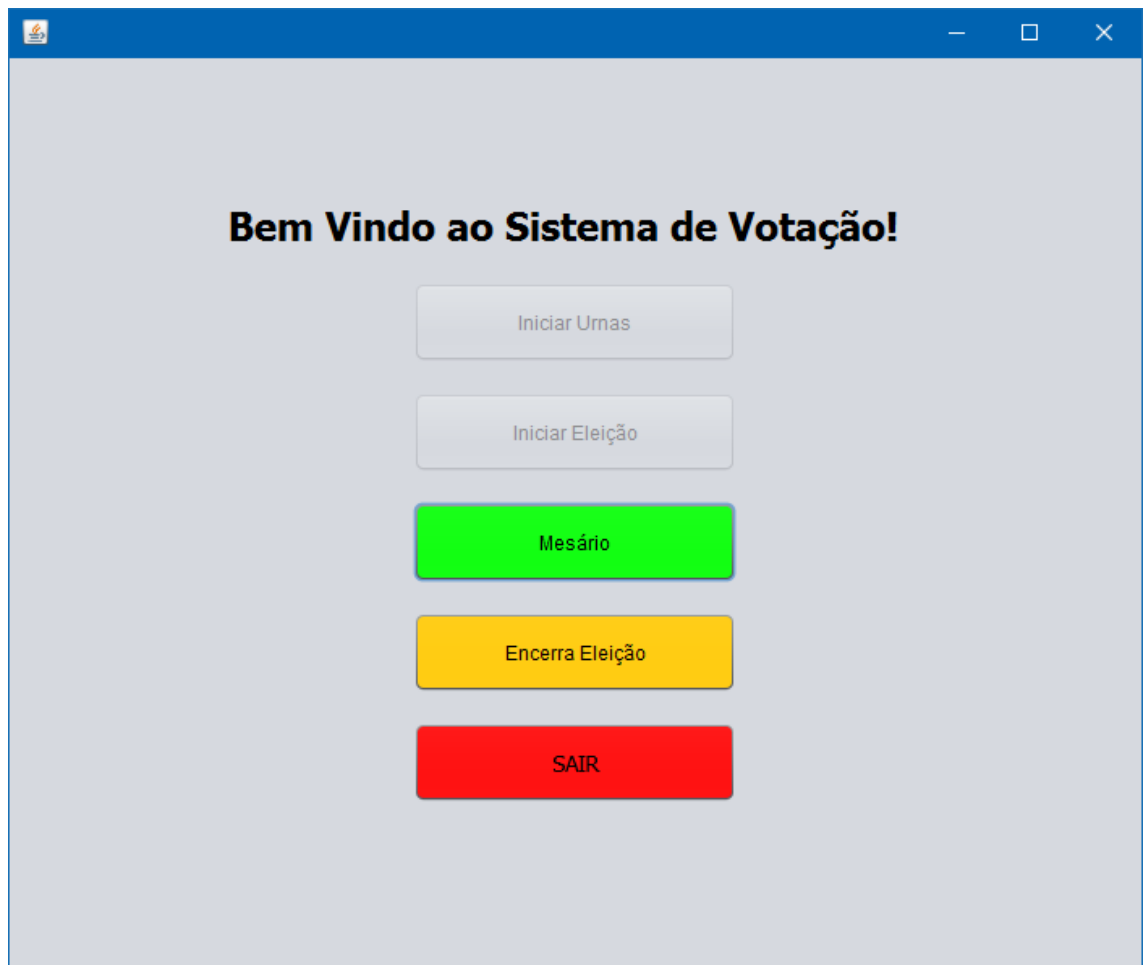 Bem Vindo ao Sistema de Votação!
Iniciar Urnas
Iniciar Eleição
Mesário
Encerra Eleição
SAIR